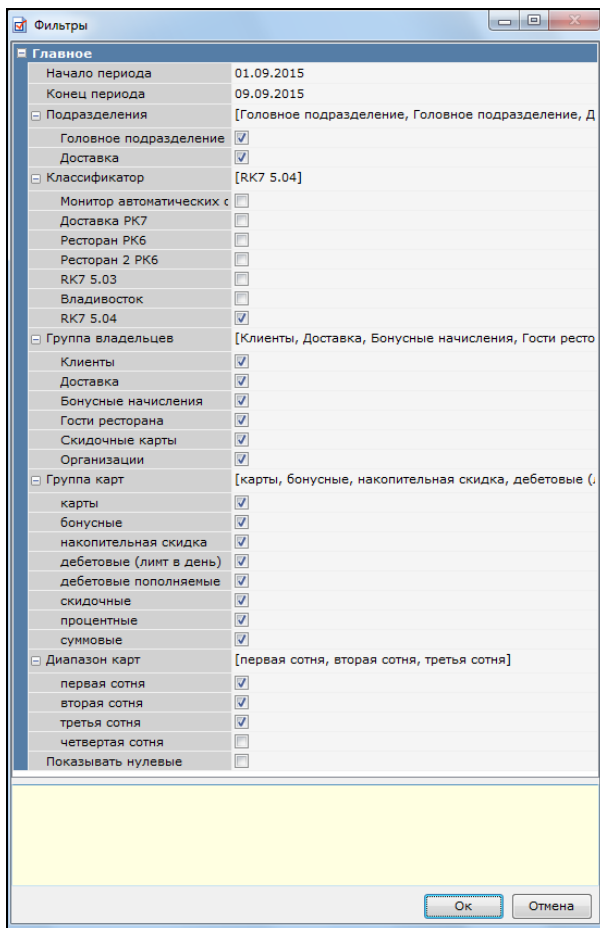 Фильтры
Главное
Начало периода 01.09.2015
Конец периода 09.09.2015
Подразделения [Головное подразделение, Головное подразделение, Д
Головное подразделение
Доставка
Классификатор [RK7 5.04]
Монитор автоматических с
Доставка РК7
Ресторан РК6
Ресторан 2 РК6
RK7 5.03
Владивосток
RK7 5.04
Группа владельцев [Клиенты, Доставка, Бонусные начисления, Гости ресто
Клиенты
Доставка
Бонусные начисления
Гости ресторана
Скидочные карты
Организации
Группа карт [карты, бонусные, накопительная скидка, дебетовые (л
карты
бонусные
накопительная скидка
дебетовые (лимт в день)
дебетовые пополняемые
скидочные
процентные
суммовые
Диапазон карт [первая сотня, вторая сотня, третья сотня]
первая сотня
вторая сотня
третья сотня
четвертая сотня
Показывать нулевые
Ок Отмена